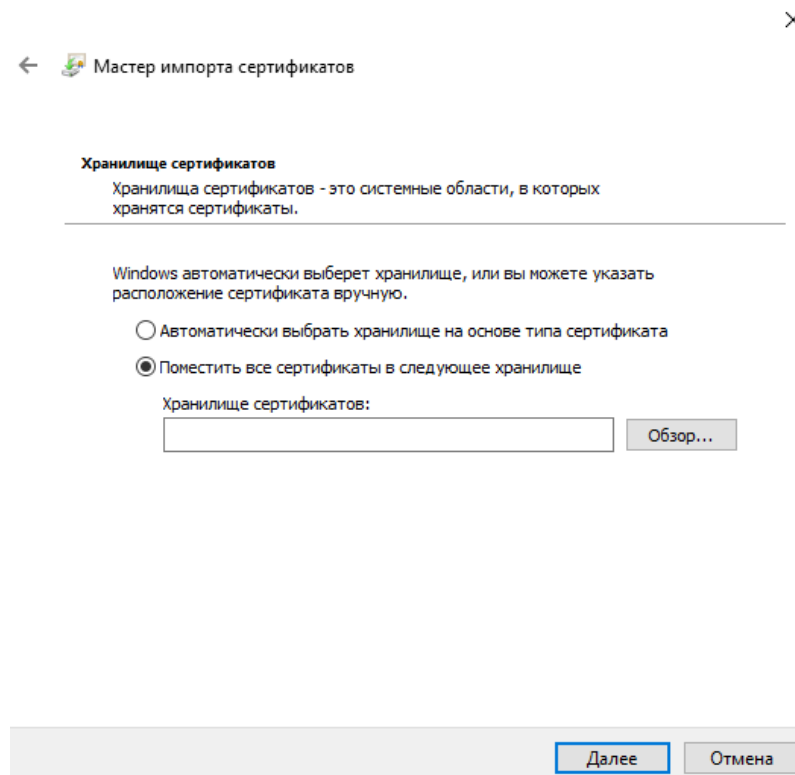 Мастер импорта сертификатов
Хранилище сертификатов
Хранилища сертификатов - это системные области, в которых
хранятся сертификаты.
Windows автоматически выберет хранилище, или вы можете указать
расположение сертификата вручную.
Автоматически выбрать хранилище на основе типа сертификата
Поместить все сертификаты в следующее хранилище
Хранилище сертификатов:
Обзор...
Далее
Отмена